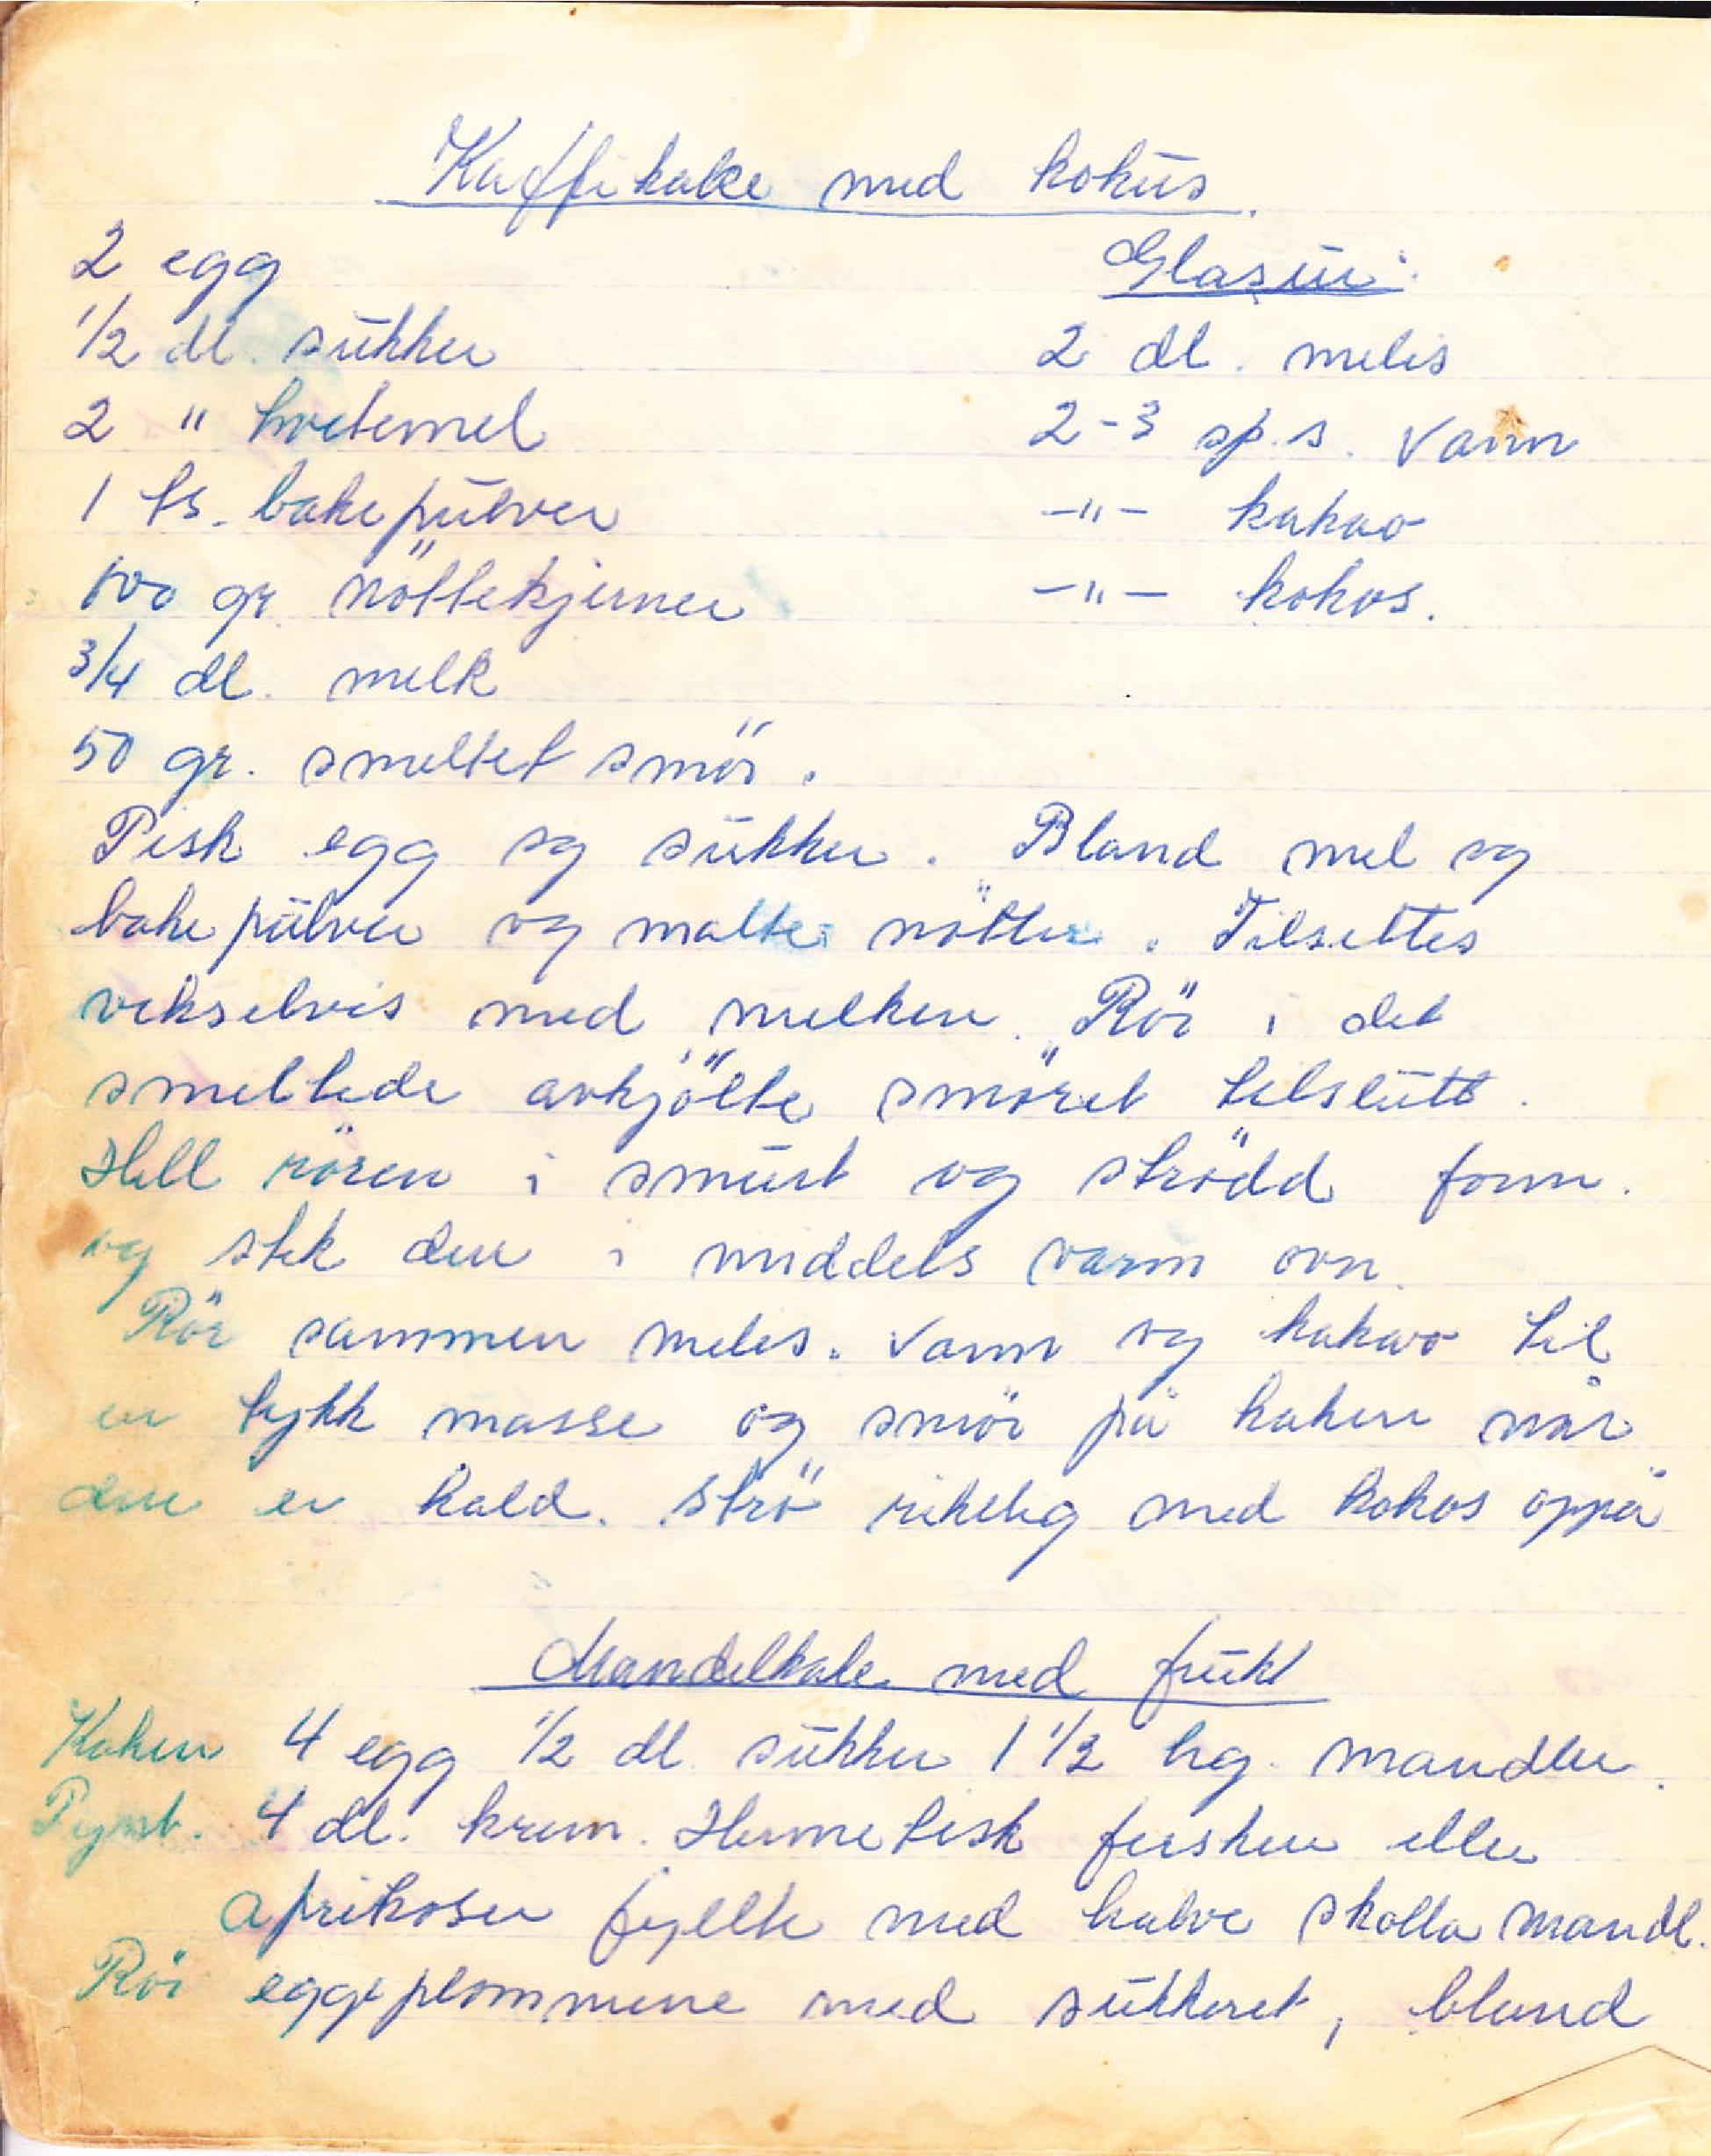 Kaffikake med kokus.
2 egg
1/2 dl. sukker
2 " hvetemel
1 ts. bakepulver
100 gr. nöttekjerner
3/4 dl. melk
50 gr. smeltet smör.
Glasur:
2 dl. melis
2-3 sp.s. vann
-"- kakao
-"- kokos.
Pisk egg og sukker. Bland mel og
bakepulver og malte nötter. Tilsettes
vekselvis med melken. Rör i det
smeltede avkjölte smöret tilslutt.
Hell rören i smurt og strödd form.
og stek den i middels varm ovn.
Rör sammen melis. vann og kakao til
en tykk masse og smör på kaken når
den er kald. Strö rikelig med kokos oppå
Mandelkake med frukt
Kaken 4 egg 1/2 dl. sukker 1 1/2 hg. mandler.
Pynt. 4 dl. krem. Hermetisk fersken eller
aprikoser fyllte med halve skolla mandl.
Rör eggeplommene med sukkeret, bland